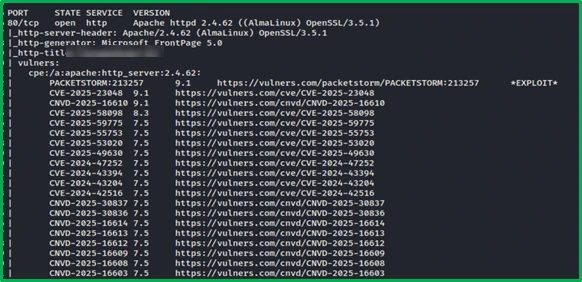 PORT STATE SERVICE VERSION
80/tcp open http Apache httpd 2.4.62 ((AlmaLinux) OpenSSL/3.5.1)
|_http-server-header: Apache/2.4.62 (AlmaLinux) OpenSSL/3.5.1
|_http-generator: Microsoft FrontPage 5.0
|_http-titl
| vulners:
| cpe:/a:apache:http_server:2.4.62:
| PACKETSTORM:213257 9.1 https://vulners.com/packetstorm/PACKETSTORM:213257 *EXPLOIT*
| CVE-2025-23048 9.1 https://vulners.com/cve/CVE-2025-23048
| CNVD-2025-16610 9.1 https://vulners.com/cnvd/CNVD-2025-16610
| CVE-2025-58098 8.3 https://vulners.com/cve/CVE-2025-58098
| CVE-2025-59775 7.5 https://vulners.com/cve/CVE-2025-59775
| CVE-2025-55753 7.5 https://vulners.com/cve/CVE-2025-55753
| CVE-2025-53020 7.5 https://vulners.com/cve/CVE-2025-53020
| CVE-2025-49630 7.5 https://vulners.com/cve/CVE-2025-49630
| CVE-2024-47252 7.5 https://vulners.com/cve/CVE-2024-47252
| CVE-2024-43394 7.5 https://vulners.com/cve/CVE-2024-43394
| CVE-2024-43204 7.5 https://vulners.com/cve/CVE-2024-43204
| CVE-2024-42516 7.5 https://vulners.com/cve/CVE-2024-42516
| CNVD-2025-30837 7.5 https://vulners.com/cnvd/CNVD-2025-30837
| CNVD-2025-30836 7.5 https://vulners.com/cnvd/CNVD-2025-30836
| CNVD-2025-16614 7.5 https://vulners.com/cnvd/CNVD-2025-16614
| CNVD-2025-16613 7.5 https://vulners.com/cnvd/CNVD-2025-16613
| CNVD-2025-16612 7.5 https://vulners.com/cnvd/CNVD-2025-16612
| CNVD-2025-16609 7.5 https://vulners.com/cnvd/CNVD-2025-16609
| CNVD-2025-16608 7.5 https://vulners.com/cnvd/CNVD-2025-16608
| CNVD-2025-16603 7.5 https://vulners.com/cnvd/CNVD-2025-16603